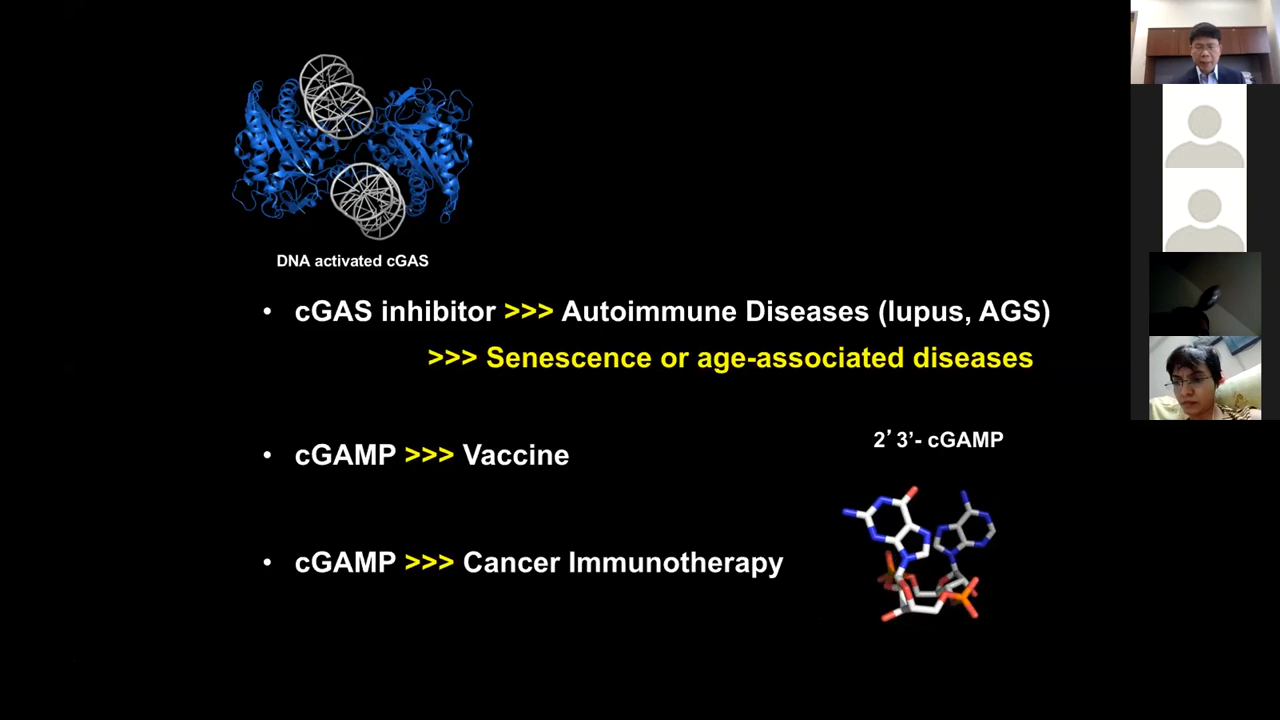 DNA activated cGAS
• cGAS inhibitor >>> Autoimmune Diseases (lupus, AGS)
>>> Senescence or age-associated diseases
2’3’- cGAMP
• cGAMP >>> Vaccine
• cGAMP >>> Cancer Immunotherapy